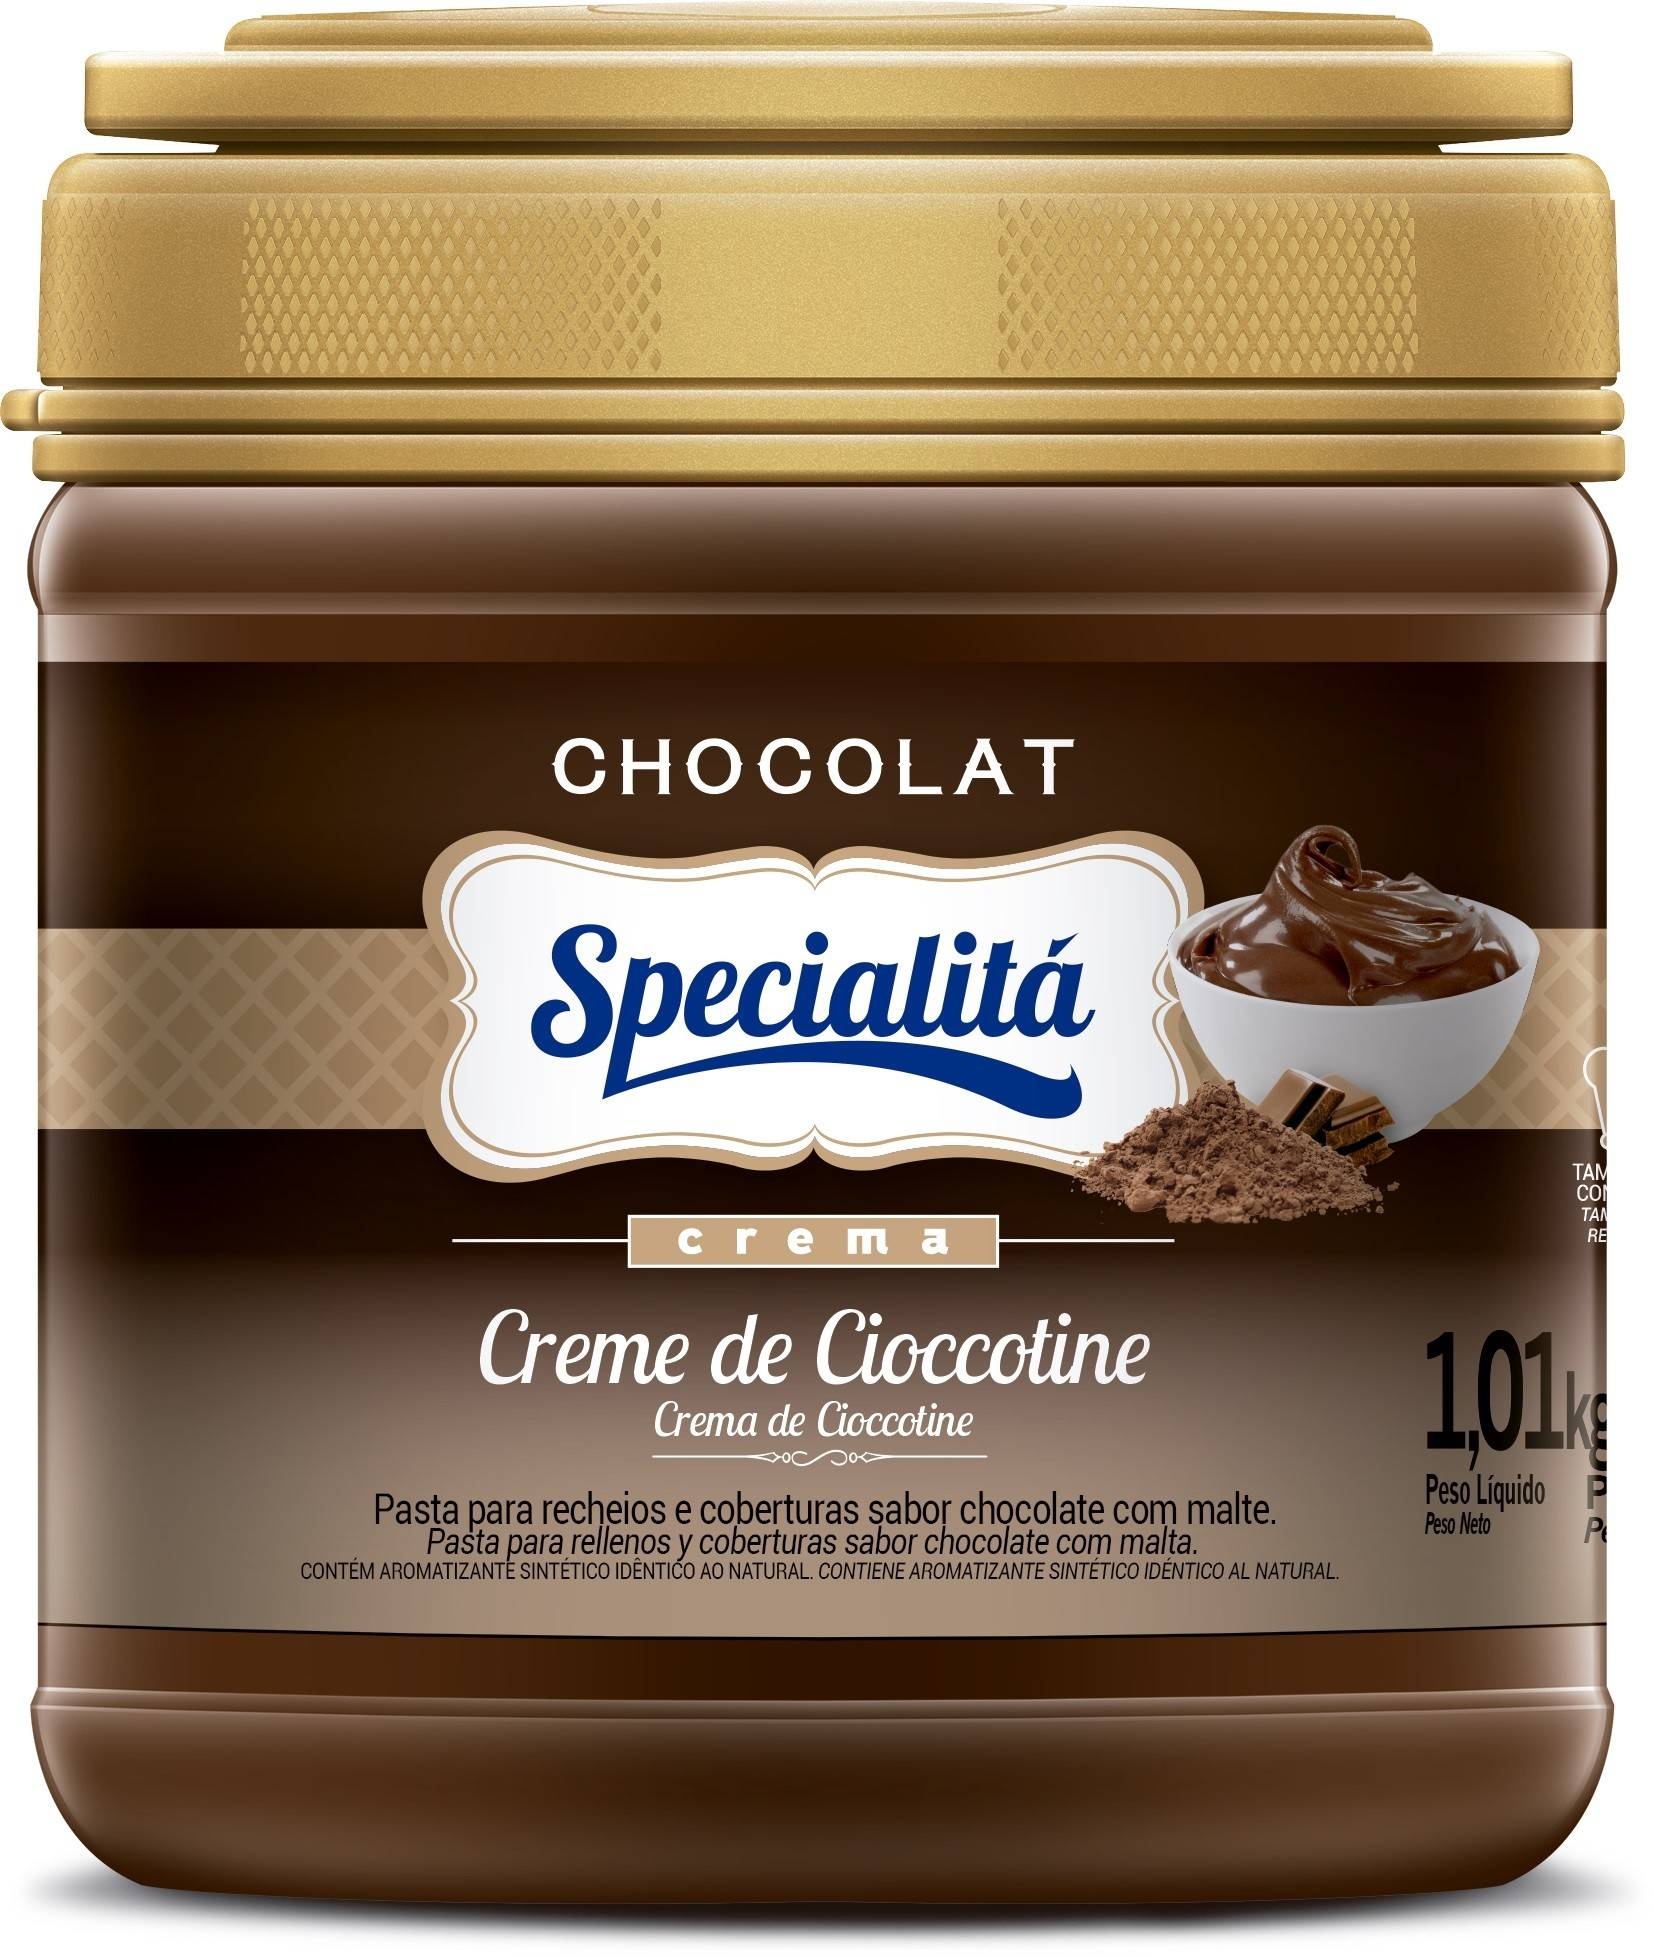 CHOCOLAT
Specialitá
crema
Creme de Cioccotine
Crema de Cioccotine
Pasta para recheios e coberturas sabor chocolate com malte.
Pasta para rellenos y coberturas sabor chocolate com malta.
CONTÉM AROMATIZANTE SINTÉTICO IDÊNTICO AO NATURAL. CONTIENE AROMATIZANTE SINTÉTICO IDÉNTICO AL NATURAL.
1,01kg
Peso Líquido
Peso Neto